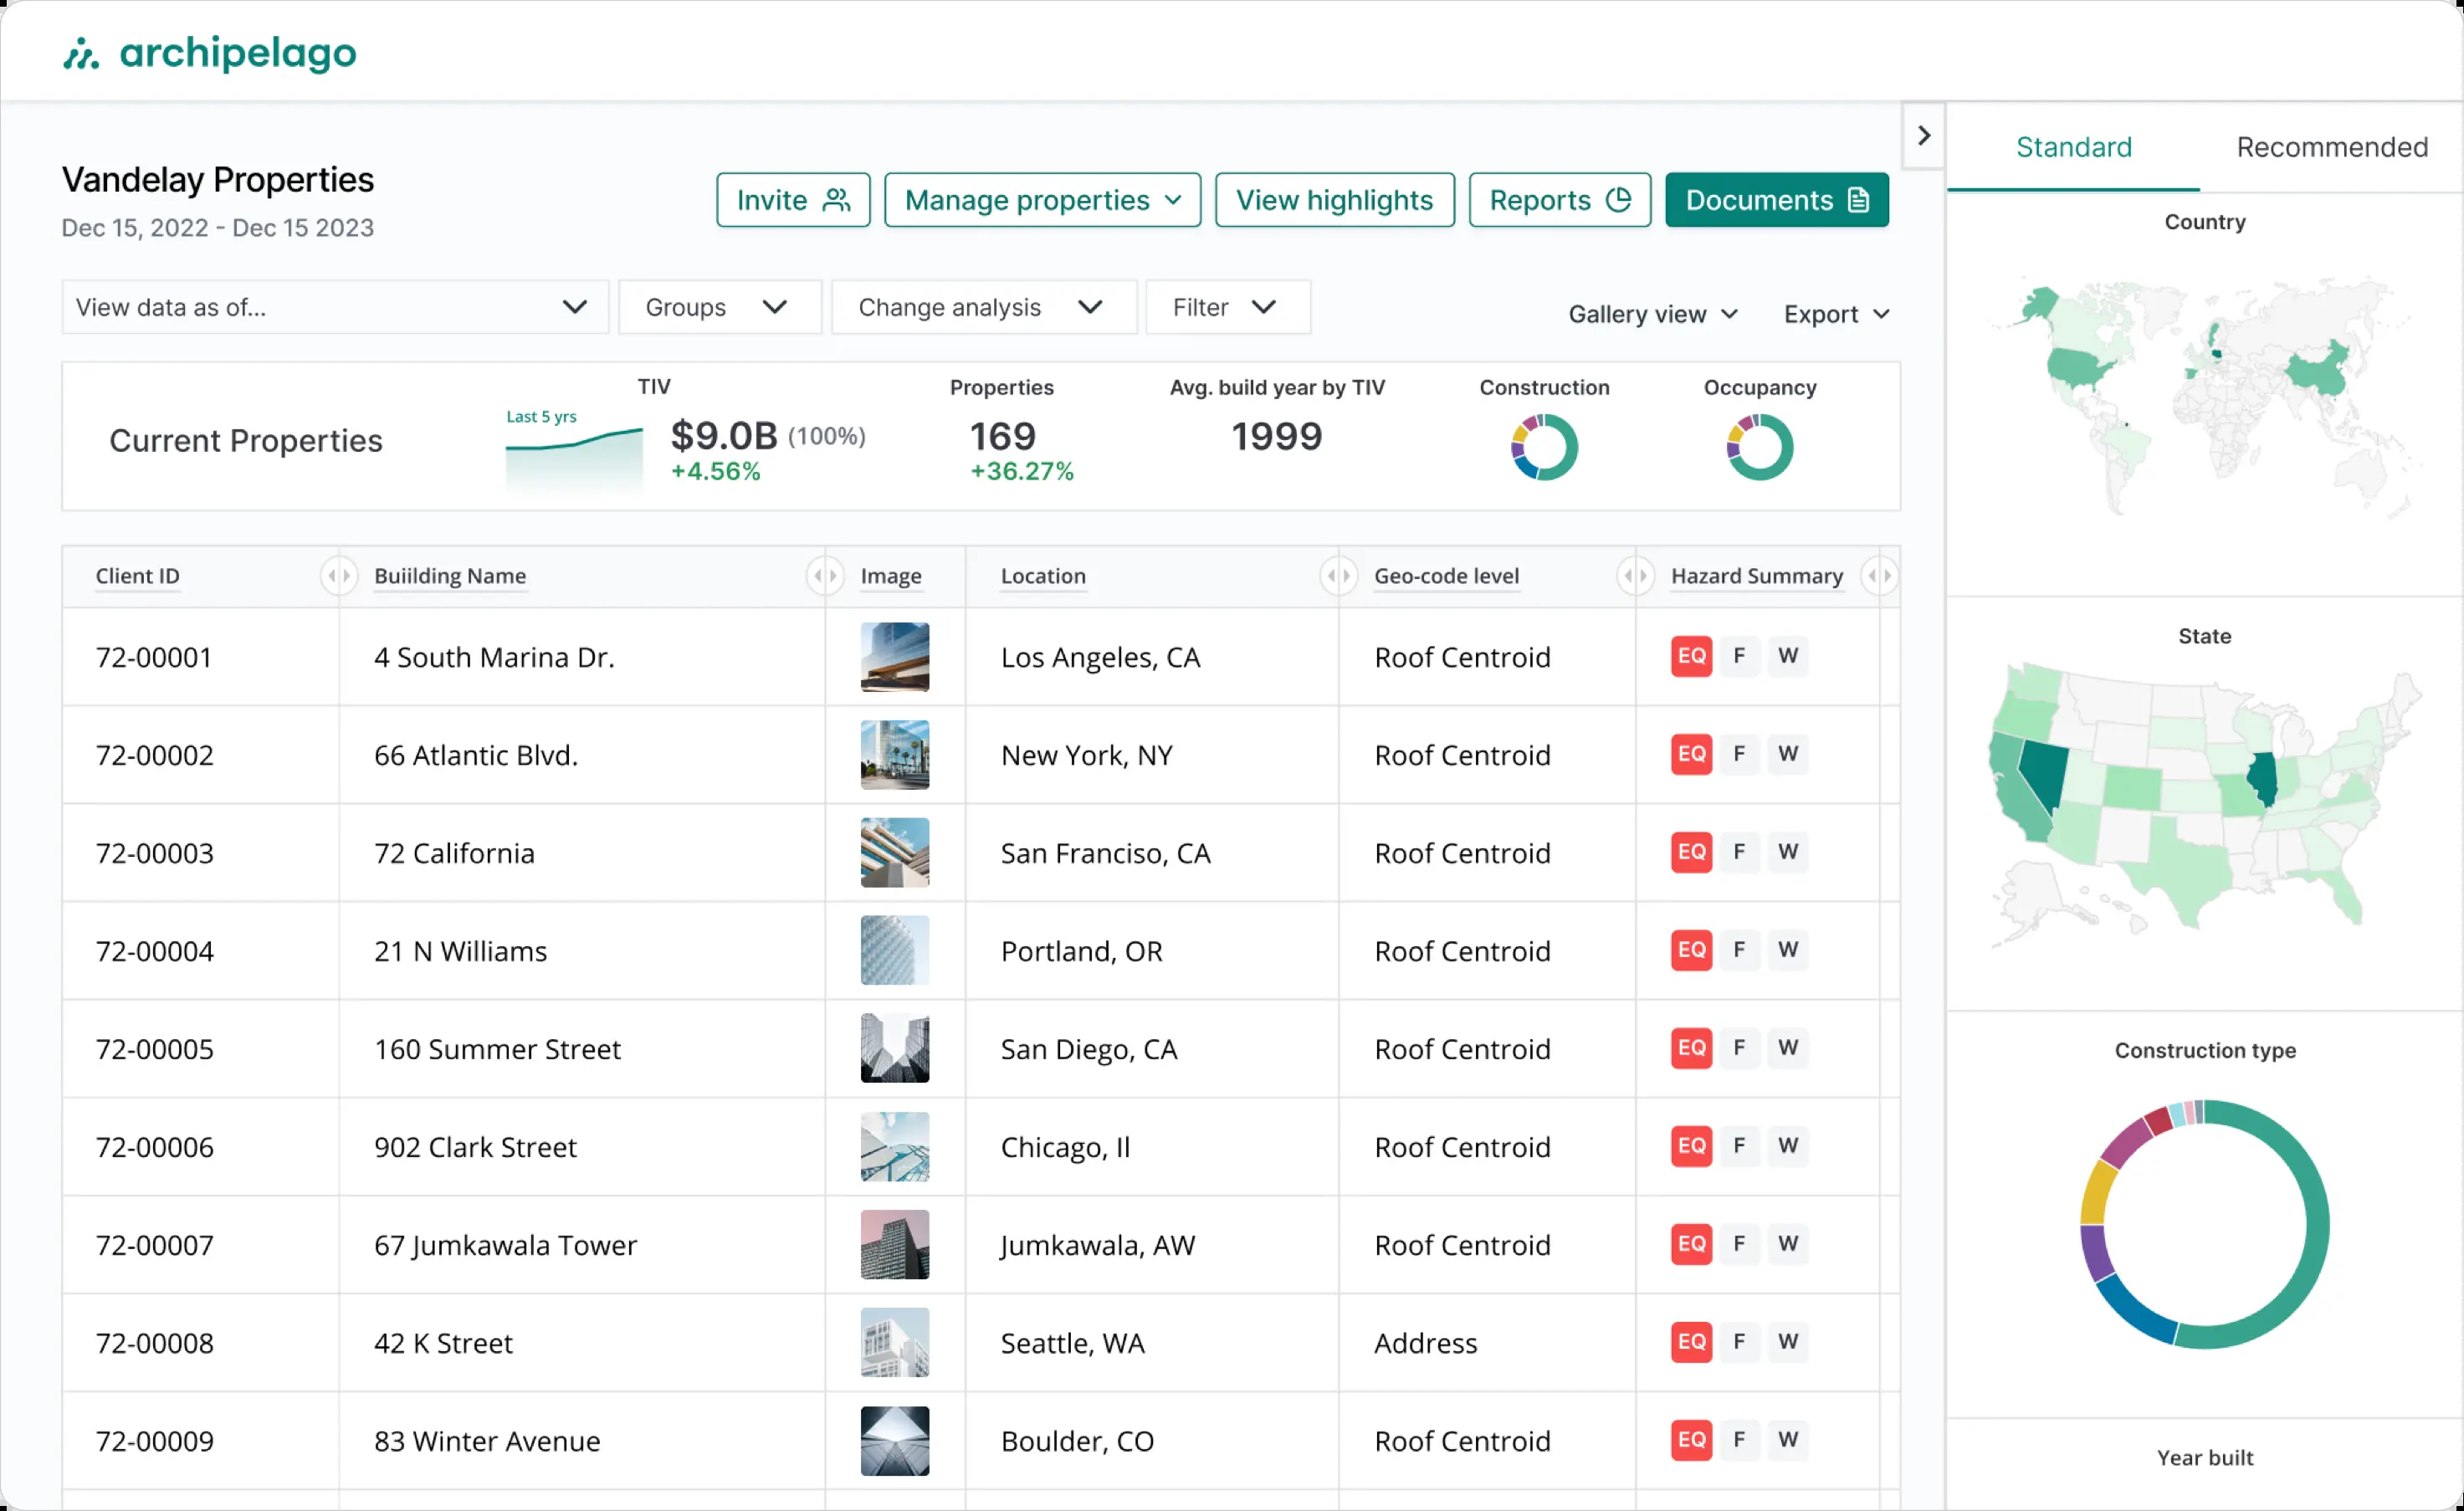 archipelago
Vandelay Properties
Dec 15, 2022 - Dec 15 2023
Invite
Manage properties
View highlights
Reports
Documents
View data as of...
Groups
Change analysis
Filter
Gallery view
Export
Current Properties
TIV
Last 5 yrs
$9.0B (100%)
+4.56%
Properties
169
+36.27%
Avg. build year by TIV
1999
Construction
Occupancy
Client ID Buiilding Name Image Location Geo-code level Hazard Summary
72-00001 4 South Marina Dr. Los Angeles, CA Roof Centroid EQ F W
72-00002 66 Atlantic Blvd. New York, NY Roof Centroid EQ F W
72-00003 72 California San Franciso, CA Roof Centroid EQ F W
72-00004 21 N Williams Portland, OR Roof Centroid EQ F W
72-00005 160 Summer Street San Diego, CA Roof Centroid EQ F W
72-00006 902 Clark Street Chicago, Il Roof Centroid EQ F W
72-00007 67 Jumkawala Tower Jumkawala, AW Roof Centroid EQ F W
72-00008 42 K Street Seattle, WA Address EQ F W
72-00009 83 Winter Avenue Boulder, CO Roof Centroid EQ F W
Standard
Recommended
Country
State
Construction type
Year built